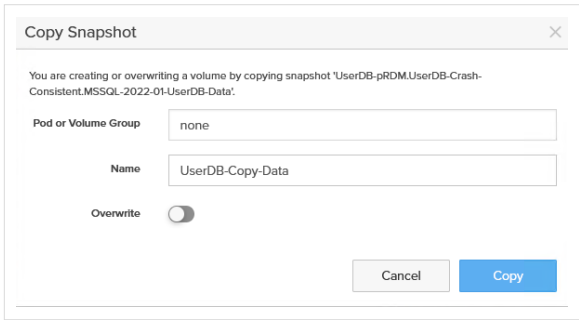 Copy Snapshot
You are creating or overwriting a volume by copying snapshot 'UserDB-pRDM.UserDB-Crash-
Consistent.MSSQL-2022-01-UserDB-Data'.
Pod or Volume Group none
Name UserDB-Copy-Data
Overwrite
Cancel Copy